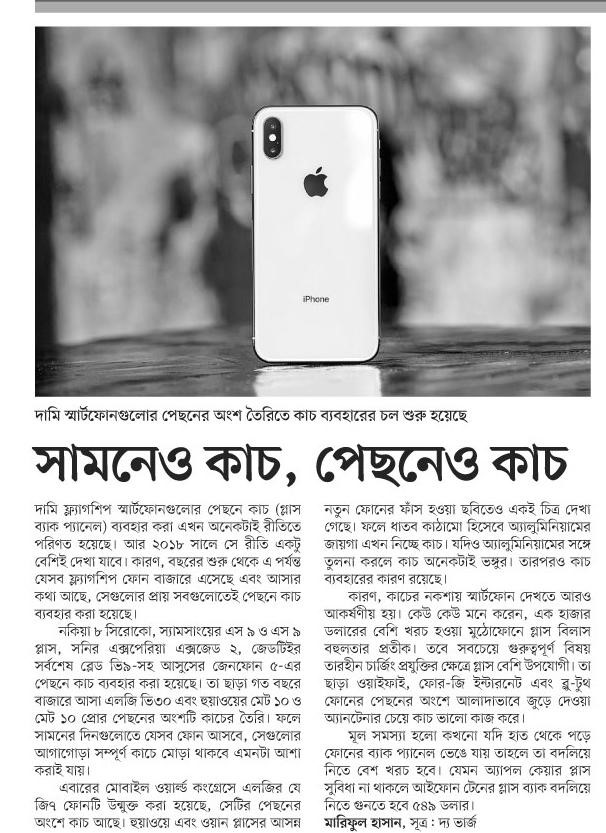 iPhone
দামি স্মার্টফোনগুলোর পেছনের অংশ তৈরিতে কাচ ব্যবহারের চল শুরু হয়েছে
সামনেও কাচ, পেছনেও কাচ
দামি ফ্ল্যাগশিপ স্মার্টফোনগুলোর পেছনে কাচ (গ্লাস
ব্যাক প্যানেল) ব্যবহার করা এখন অনেকটাই রীতিতে
পরিণত হয়েছে। আর ২০১৮ সালে সে রীতি একটু
বেশিই দেখা যাবে। কারণ, বছরের শুরু থেকে এ পর্যন্ত
যেসব ফ্ল্যাগশিপ ফোন বাজারে এসেছে এবং আসার
কথা আছে, সেগুলোর প্রায় সবগুলোতেই পেছনে কাচ
ব্যবহার করা হয়েছে।
নকিয়া ৮ সিরোকো, স্যামসাংয়ের এস ৯ ও এস ৯
প্লাস, সনির এক্সপেরিয়া এক্সজেড ২, জেডটিইর
সর্বশেষ ব্লেড ভি৯-সহ আসুসের জেনফোন ৫-এর
পেছনে কাচ ব্যবহার করা হয়েছে। তা ছাড়া গত বছরে
বাজারে আসা এলজি ভি৩০ এবং হুয়াওয়ের মেট ১০ ও
মেট ১০ প্রোর পেছনের অংশটি কাচের তৈরি। ফলে
সামনের দিনগুলোতে যেসব ফোন আসবে, সেগুলোর
আগাগোড়া সম্পূর্ণ কাচে মোড়া থাকবে এমনটা আশা
করাই যায়।
এবারের মোবাইল ওয়ার্ল্ড কংগ্রেসে এলজির যে
জি৭ ফোনটি উন্মুক্ত করা হয়েছে, সেটির পেছনের
অংশে কাচ আছে। হুয়াওয়ে এবং ওয়ান প্লাসের আসন্ন
নতুন ফোনের ফাঁস হওয়া ছবিতেও একই চিত্র দেখা
গেছে। ফলে ধাতব কাঠামো হিসেবে অ্যালুমিনিয়ামের
জায়গা এখন নিচ্ছে কাচ। যদিও অ্যালুমিনিয়ামের সঙ্গে
তুলনা করলে কাচ অনেকটাই ভঙ্গুর। তারপরও কাচ
ব্যবহারের কারণ রয়েছে।
কারণ, কাচের নকশায় স্মার্টফোন দেখতে আরও
আকর্ষণীয় হয়। কেউ কেউ মনে করেন, এক হাজার
ডলারের বেশি খরচ হওয়া মুঠোফোনে গ্লাস বিলাস
বহুলতার প্রতীক। তবে সবচেয়ে গুরুত্বপূর্ণ বিষয়
তারহীন চার্জিং প্রযুক্তির ক্ষেত্রে গ্লাস বেশি উপযোগী। তা
ছাড়া ওয়াইফাই, ফোর-জি ইন্টারনেট এবং ব্লু-টুথ
ফোনের পেছনের অংশে আলাদাভাবে জুড়ে দেওয়া
অ্যানটেনার চেয়ে কাচ ভালো কাজ করে।
মূল সমস্যা হলো কখনো যদি হাত থেকে পড়ে
ফোনের ব্যাক প্যানেল ভেঙে যায় তাহলে তা বদলিয়ে
নিতে বেশ খরচ হবে। যেমন অ্যাপল কেয়ার প্লাস
সুবিধা না থাকলে আইফোন টেনের গ্লাস ব্যাক বদলিয়ে
নিতে গুনতে হবে ৫৪৯ ডলার।
মারিফুল হাসান, সূত্র : দ্য ভার্জ